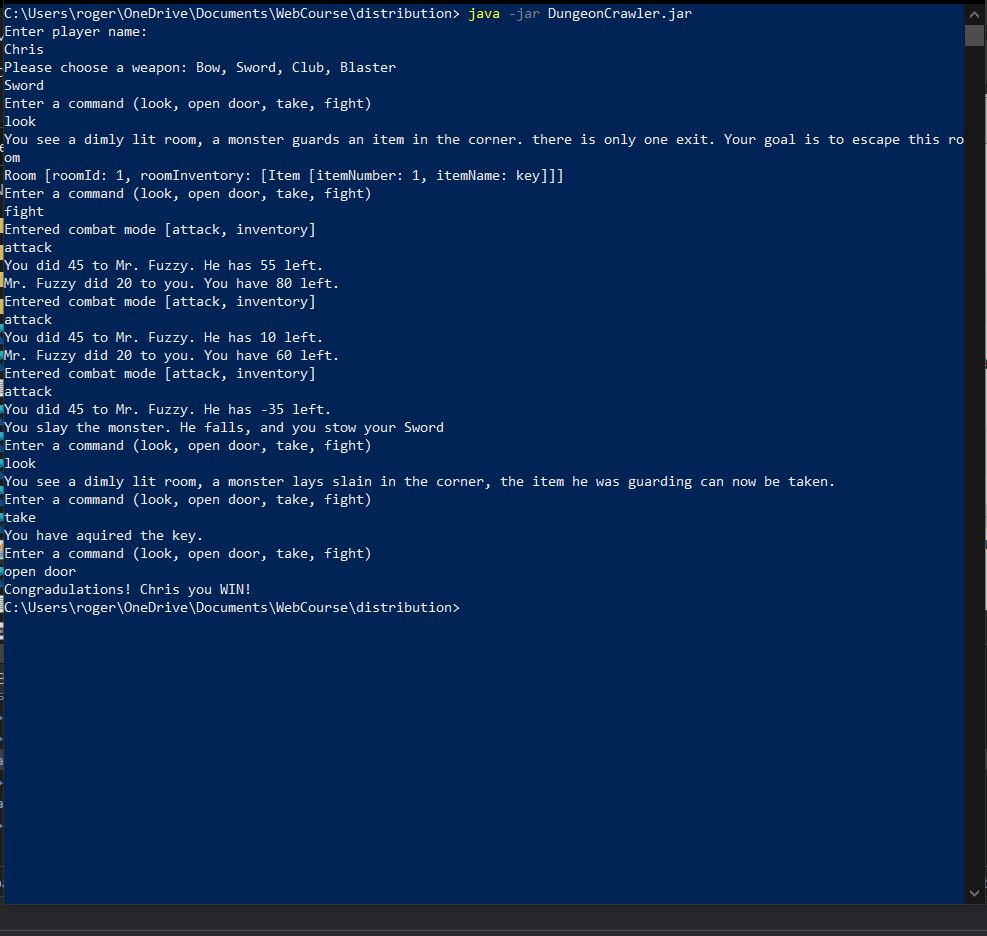 C:\Users\roger\OneDrive\Documents\WebCourse\distribution> java -jar DungeonCrawler.jar
Enter player name:
Chris
Please choose a weapon: Bow, Sword, Club, Blaster
Sword
Enter a command (look, open door, take, fight)
look
You see a dimly lit room, a monster guards an item in the corner. there is only one exit. Your goal is to escape this ro
om
Room [roomId: 1, roomInventory: [Item [itemNumber: 1, itemName: key]]]
Enter a command (look, open door, take, fight)
fight
Entered combat mode [attack, inventory]
attack
You did 45 to Mr. Fuzzy. He has 55 left.
Mr. Fuzzy did 20 to you. You have 80 left.
Entered combat mode [attack, inventory]
attack
You did 45 to Mr. Fuzzy. He has 10 left.
Mr. Fuzzy did 20 to you. You have 60 left.
Entered combat mode [attack, inventory]
attack
You did 45 to Mr. Fuzzy. He has -35 left.
You slay the monster. He falls, and you stow your Sword
Enter a command (look, open door, take, fight)
look
You see a dimly lit room, a monster lays slain in the corner, the item he was guarding can now be taken.
Enter a command (look, open door, take, fight)
take
You have aquired the key.
Enter a command (look, open door, take, fight)
open door
Congradulations! Chris you WIN!
C:\Users\roger\OneDrive\Documents\WebCourse\distribution>